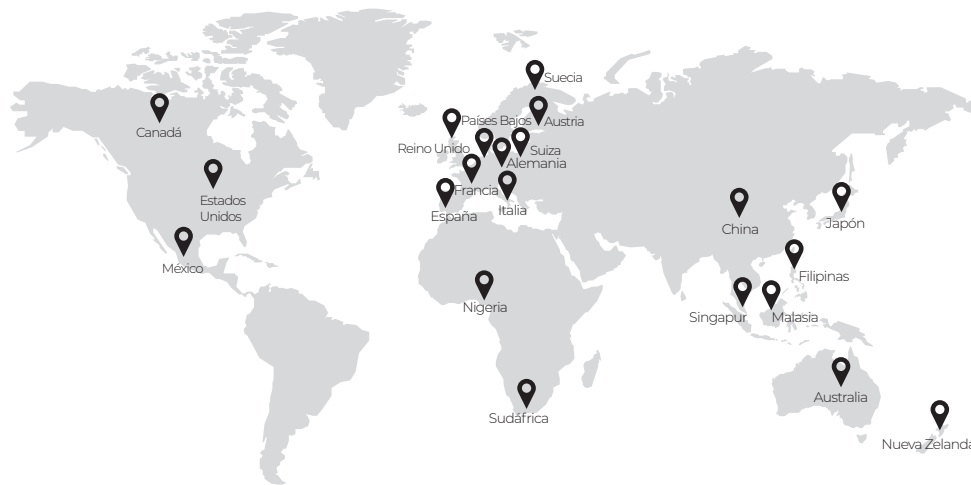 Suecia
Canadá
Países Bajos
Austria
Reino Unido
Suiza
Alemania
Francia
Estados
Unidos
España
Italia
Japón
China
México
Filipinas
Nigeria
Singapur
Malasia
Australia
Sudáfrica
Nueva Zeland